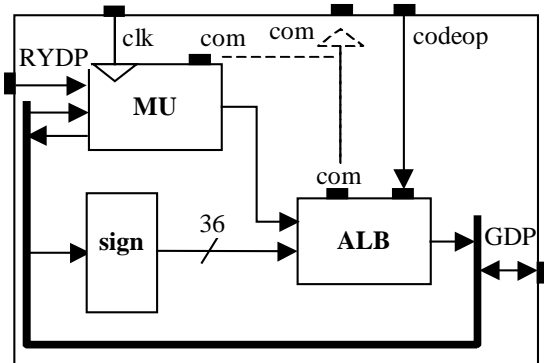 clk
com
com
codeop
RYDP
MU
com
36
sign
ALB
GDP